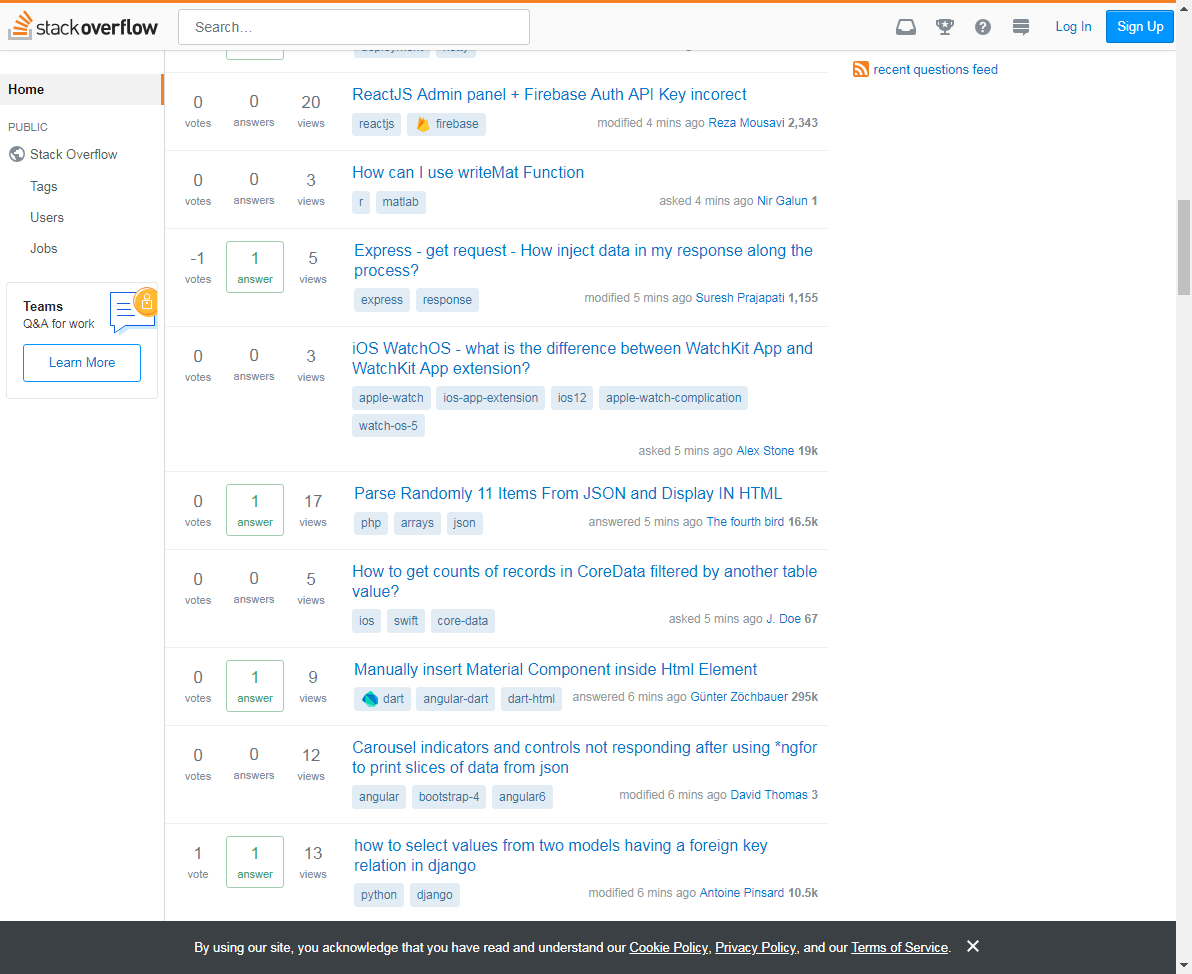 stackoverflow
Search…
Log In
Sign Up
Home
PUBLIC
Stack Overflow
Tags
Users
Jobs
Teams
Q&A for work
Learn More
recent questions feed
0 votes 0 answers 20 views
ReactJS Admin panel + Firebase Auth API Key incorect
reactjs firebase
modified 4 mins ago Reza Mousavi 2,343
0 votes 0 answers 3 views
How can I use writeMat Function
r matlab
asked 4 mins ago Nir Galun 1
-1 votes 1 answer 5 views
Express - get request - How inject data in my response along the
process?
express response
modified 5 mins ago Suresh Prajapati 1,155
0 votes 0 answers 3 views
iOS WatchOS - what is the difference between WatchKit App and
WatchKit App extension?
apple-watch ios-app-extension ios12 apple-watch-complication
watch-os-5
asked 5 mins ago Alex Stone 19k
0 votes 1 answer 17 views
Parse Randomly 11 Items From JSON and Display IN HTML
php arrays json
answered 5 mins ago The fourth bird 16.5k
0 votes 0 answers 5 views
How to get counts of records in CoreData filtered by another table
value?
ios swift core-data
asked 5 mins ago J. Doe 67
0 votes 1 answer 9 views
Manually insert Material Component inside Html Element
dart angular-dart dart-html
answered 6 mins ago Günter Zöchbauer 295k
0 votes 0 answers 12 views
Carousel indicators and controls not responding after using *ngfor
to print slices of data from json
angular bootstrap-4 angular6
modified 6 mins ago David Thomas 3
1 vote 1 answer 13 views
how to select values from two models having a foreign key
relation in django
python django
modified 6 mins ago Antoine Pinsard 10.5k
By using our site, you acknowledge that you have read and understand our Cookie Policy, Privacy Policy, and our Terms of Service.